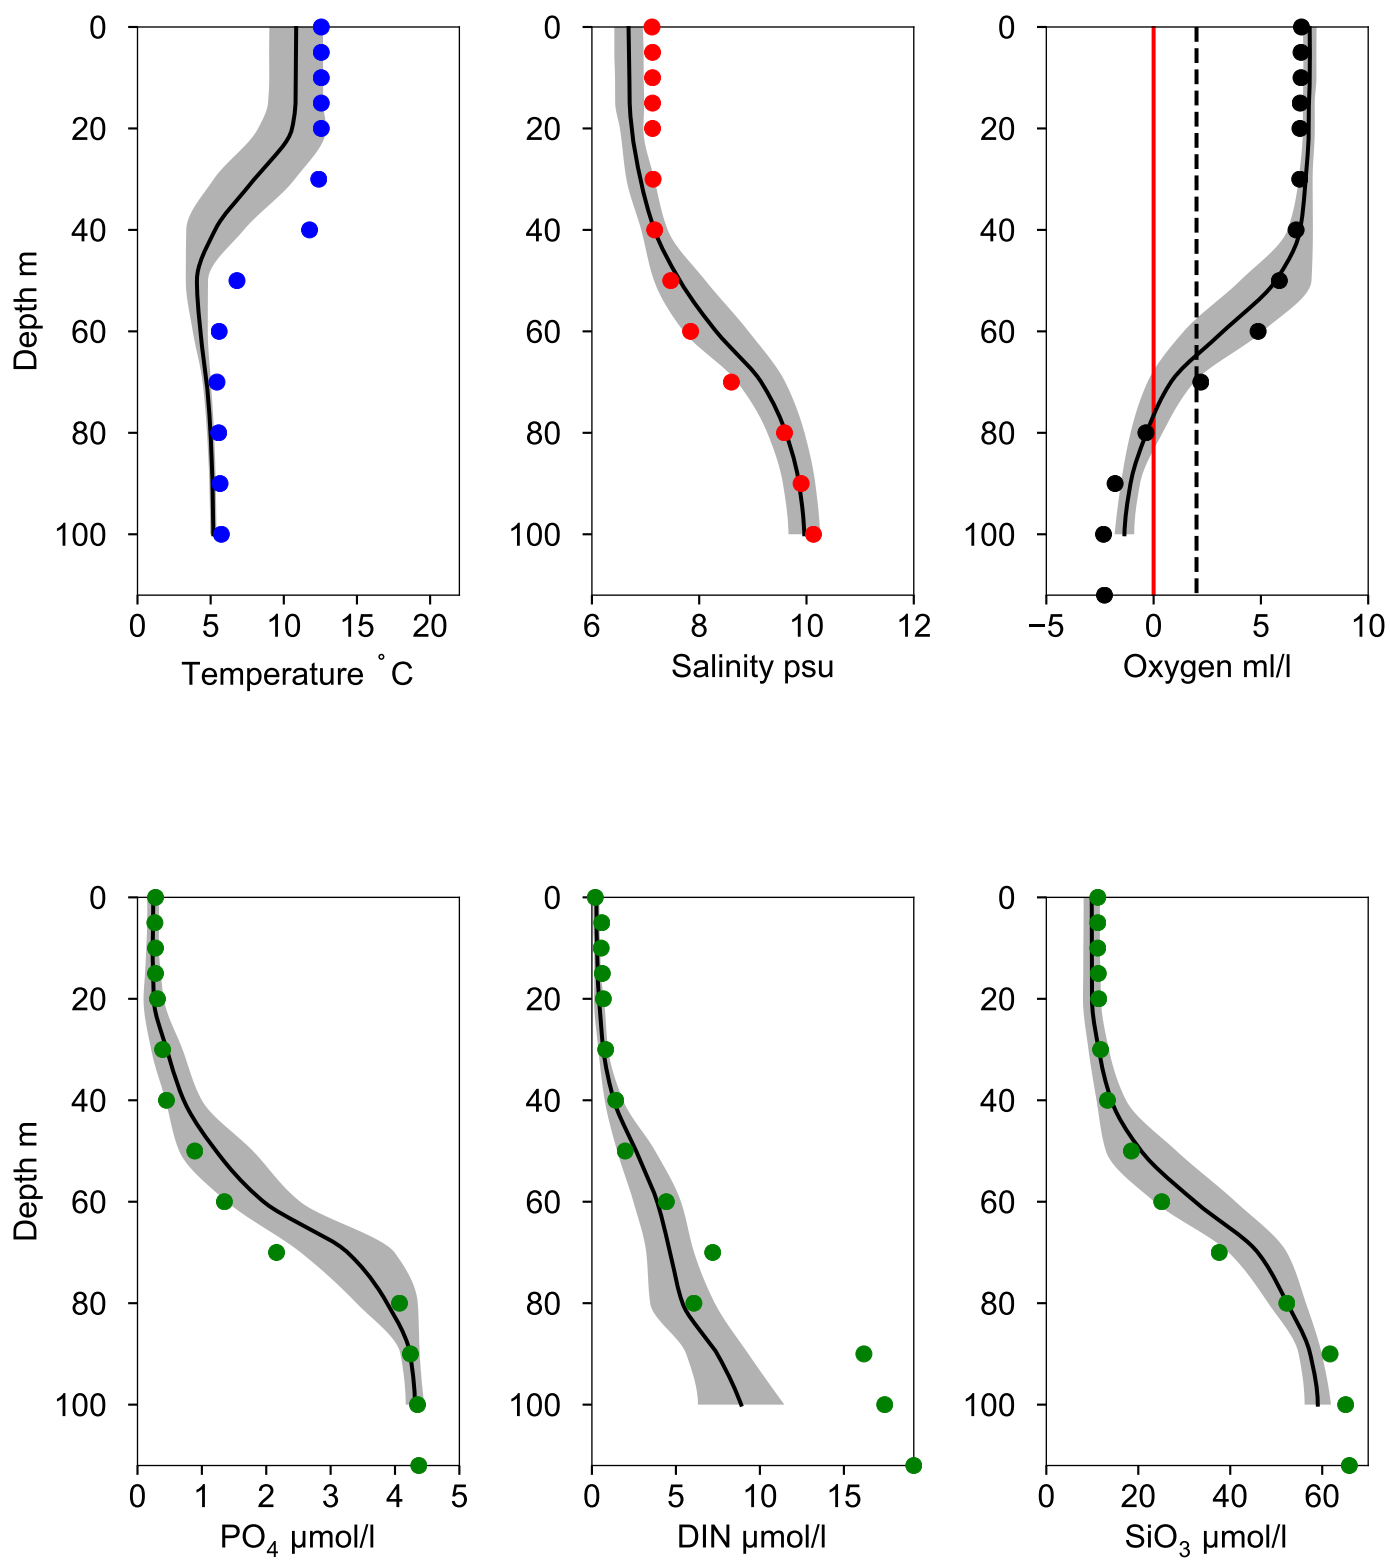 0
20
40
60
80
100
Depth m
0 5 10 15 20
Temperature ˚C
0
20
40
60
80
100
6 8 10 12
Salinity psu
0
20
40
60
80
100
−5 0 5 10
Oxygen ml/l
0
20
40
60
80
100
Depth m
0 1 2 3 4 5
PO₄ µmol/l
0
20
40
60
80
100
0 5 10 15
DIN µmol/l
0
20
40
60
80
100
0 20 40 60
SiO₃ µmol/l